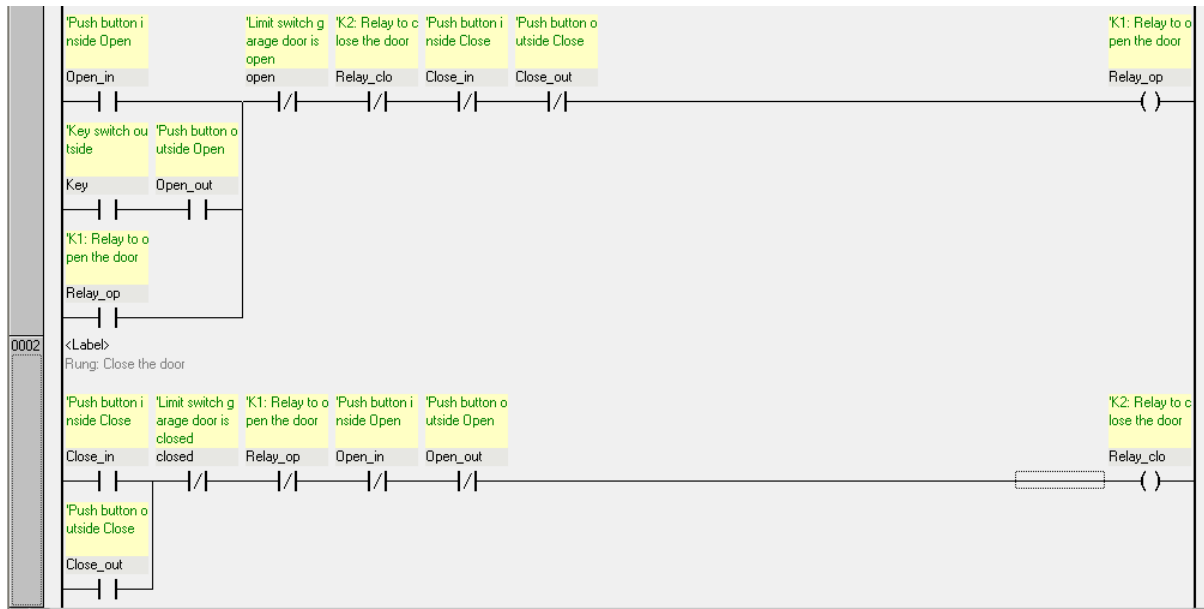 'Push button i
nside Open
Open_in
'Limit switch g
arage door is
open
open
'K2: Relay to c
lose the door
Relay_clo
'Push button i
nside Close
Close_in
'Push button o
utside Close
Close_out
'K1: Relay to o
pen the door
Relay_op
'Key switch ou
tside
Key
'Push button o
utside Open
Open_out
'K1: Relay to o
pen the door
Relay_op
0002
<Label>
Rung: Close the door
'Push button i
nside Close
Close_in
'Limit switch g
arage door is
closed
closed
'K1: Relay to o
pen the door
Relay_op
'Push button i
nside Open
Open_in
'Push button o
utside Open
Open_out
'K2: Relay to c
lose the door
Relay_clo
'Push button o
utside Close
Close_out